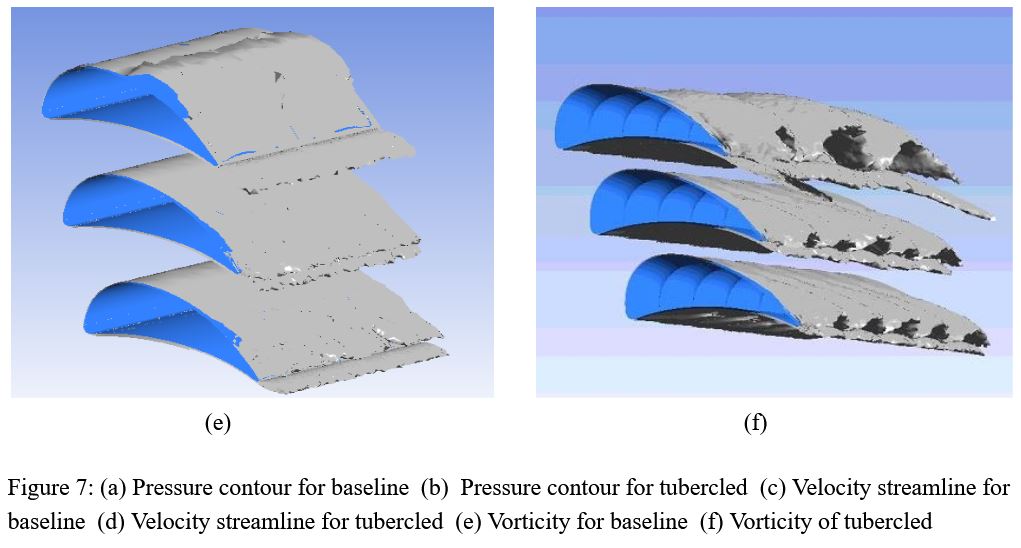 (e)
(f)
Figure 7: (a) Pressure contour for baseline (b) Pressure contour for tubercled (c) Velocity streamline for
baseline (d) Velocity streamline for tubercled (e) Vorticity for baseline (f) Vorticity of tubercled